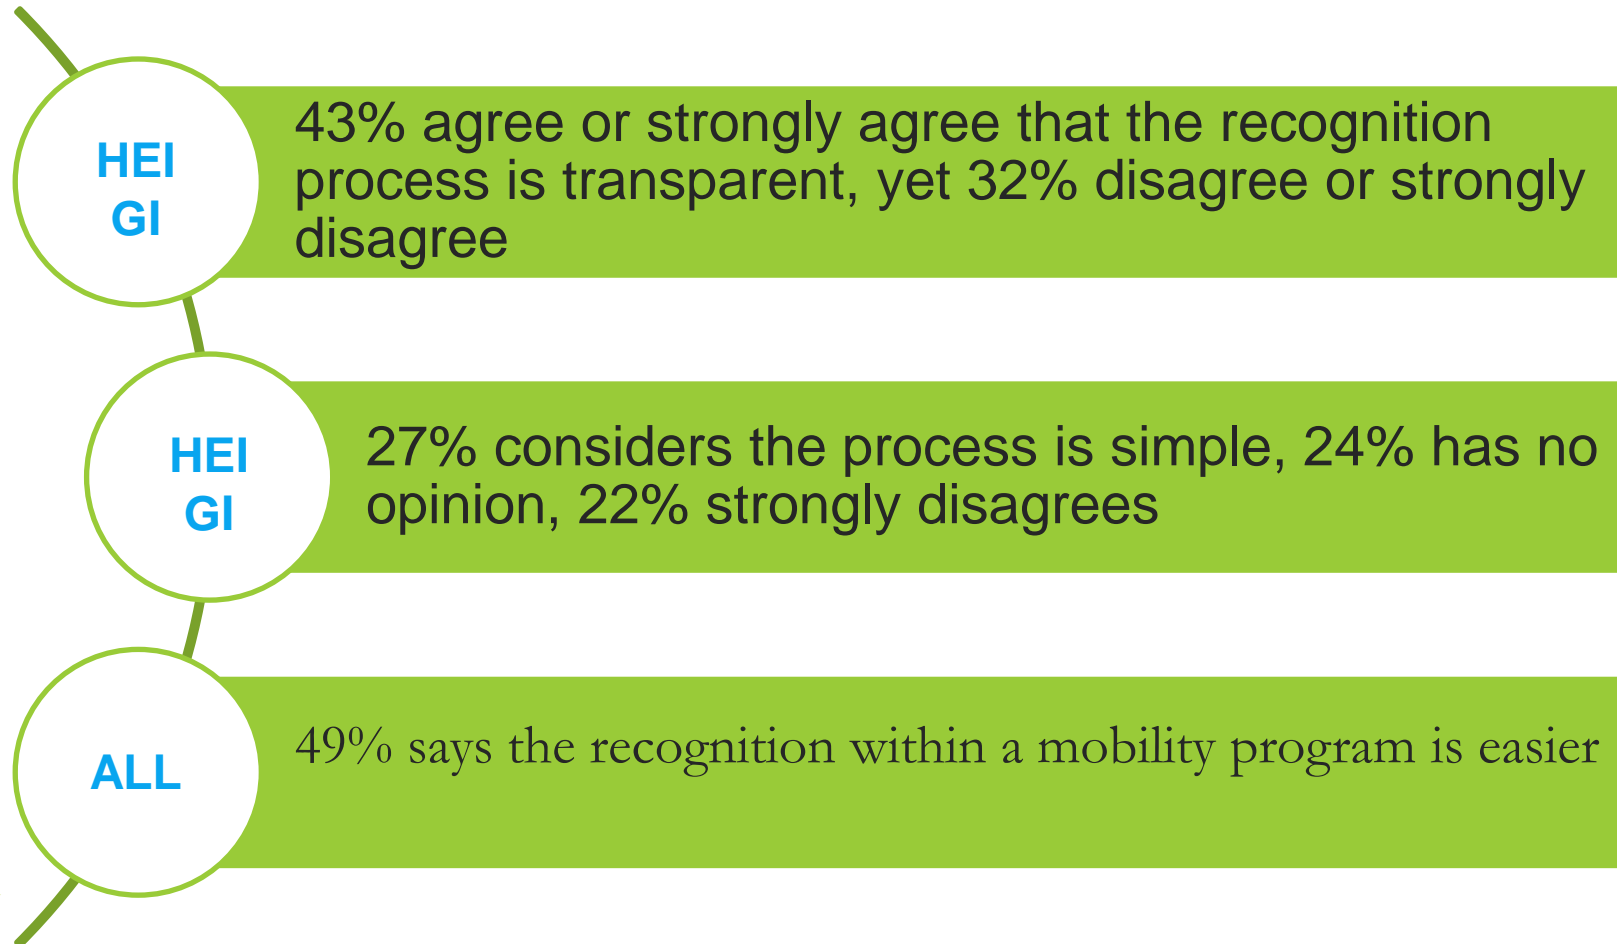 HEI
GI
43% agree or strongly agree that the recognition
process is transparent, yet 32% disagree or strongly
disagree
HEI
GI
27% considers the process is simple, 24% has no
opinion, 22% strongly disagrees
ALL
49% says the recognition within a mobility program is easier